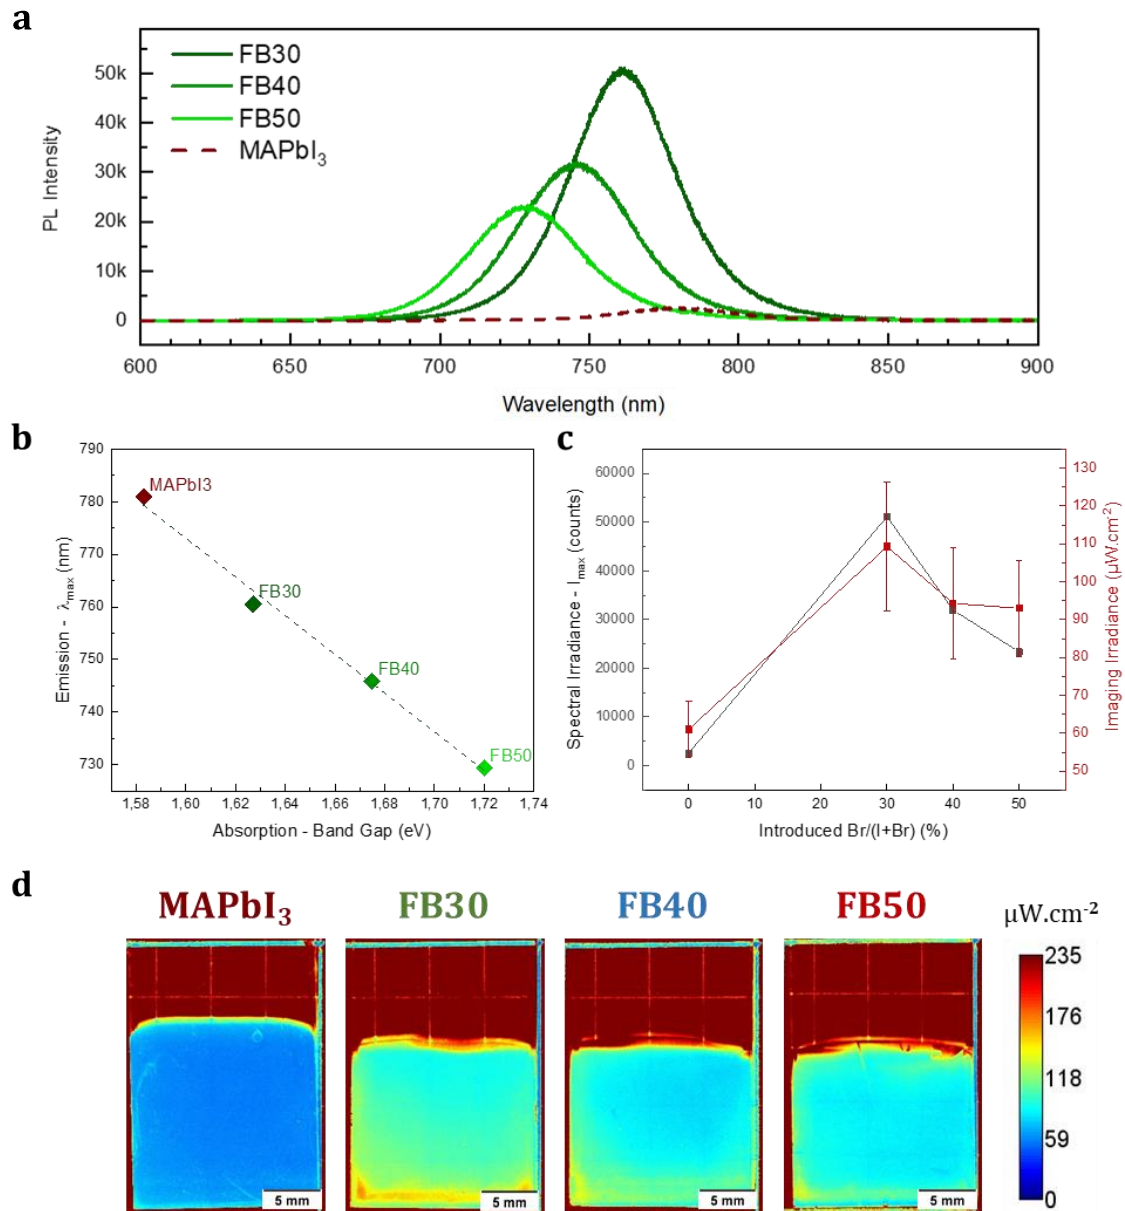 a
FB30
FB40
FB50
MAPbI3
PL Intensity
50k
40k
30k
20k
10k
0
600 650 700 750 800 850 900
Wavelength (nm)
b
Emission - λmax (nm)
790
780
770
760
750
740
730
MAPbI3
FB30
FB40
FB50
1,58 1,60 1,62 1,64 1,66 1,68 1,70 1,72 1,74
Absorption - Band Gap (eV)
c
Spectral Irradiance - Imax (counts)
60000
50000
40000
30000
20000
10000
0
130
120
110
100
90
80
70
60
50
Imaging Irradiance (µW.cm-2)
0 10 20 30 40 50
Introduced Br/(I+Br) (%)
d
MAPbI3 FB30 FB40 FB50
µW.cm-2
235
176
118
59
0
5 mm 5 mm 5 mm 5 mm